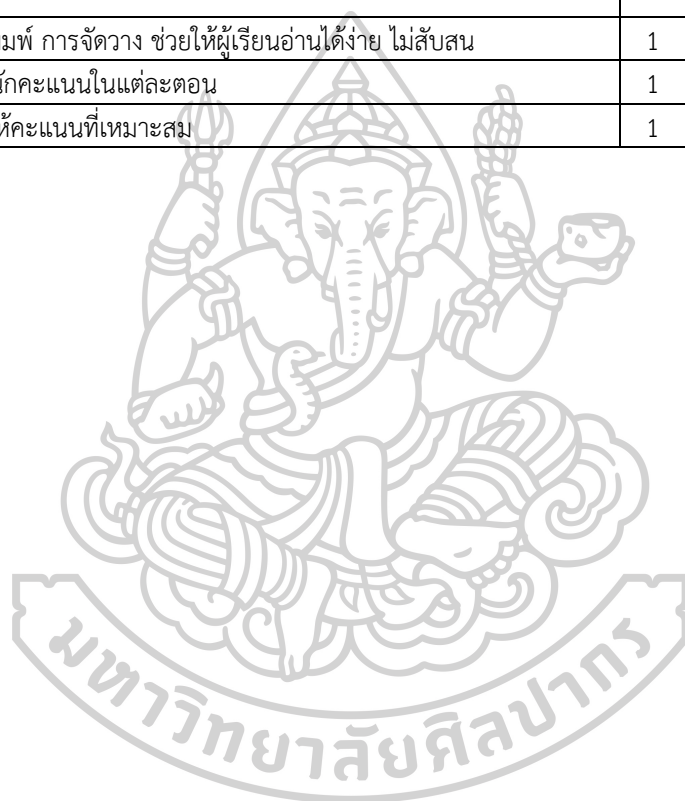 มพ์ การจัดวาง ช่วยให้ผู้เรียนอ่านได้ง่าย ไม่สับสน 1
นักคะแนนในแต่ละตอน 1
ห้คะแนนที่เหมาะสม 1
มหาวิทยาลัยศิลปากร